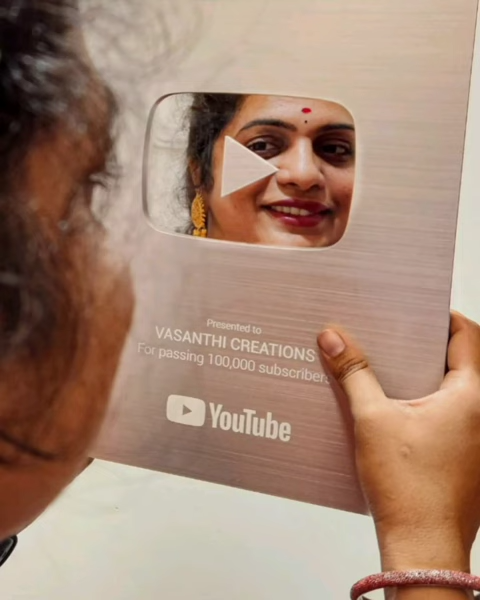 Presented to
VASANTHI CREATIONS
For passing 100,000 subscribers
YouTube